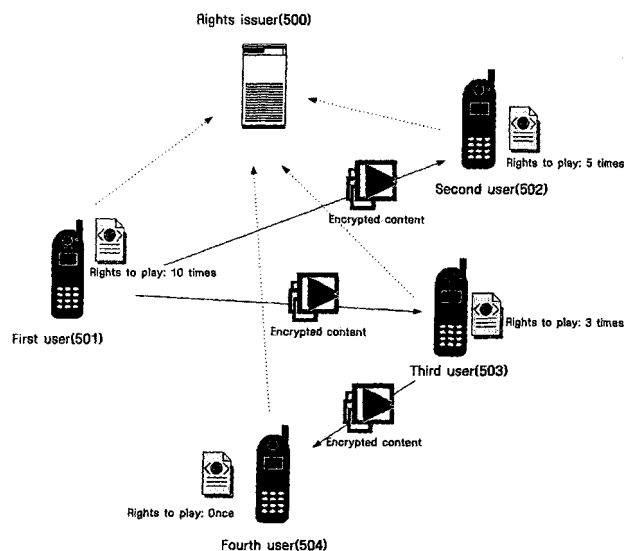 Rights issuer(500)
Rights to play: 5 times
Second user(502)
Encrypted content
Rights to play: 10 times
First user(501)
Encrypted content
Rights to play: 3 times
Third user(503)
Encrypted content
Rights to play: Once
Fourth user(504)